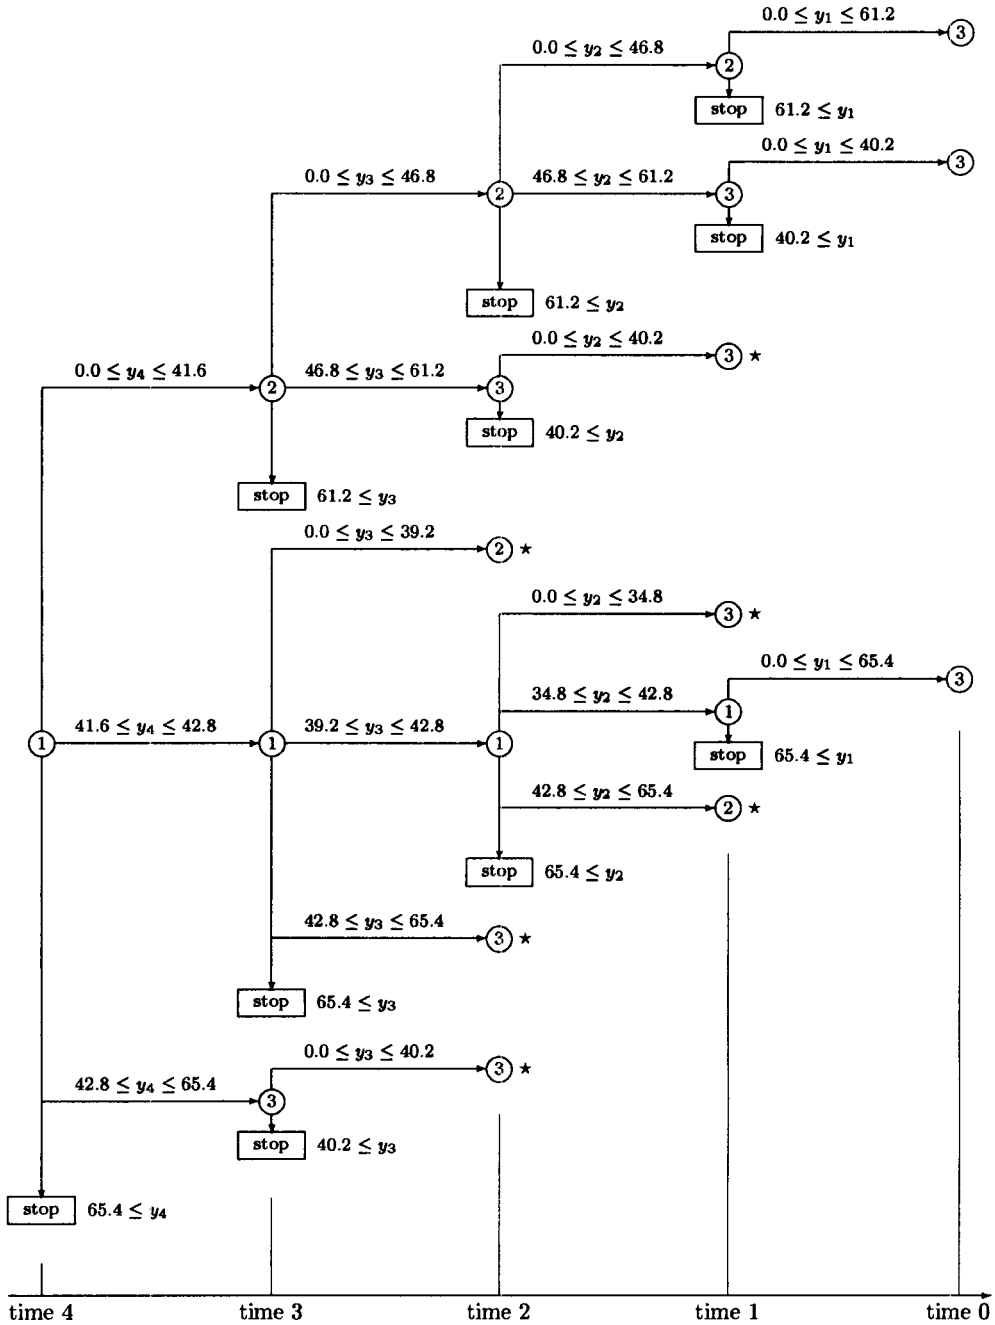 0.0 ≤ y₁ ≤ 61.2
3
0.0 ≤ y₂ ≤ 46.8
2
stop 61.2 ≤ y₁
0.0 ≤ y₁ ≤ 40.2
3
0.0 ≤ y₃ ≤ 46.8
2
46.8 ≤ y₂ ≤ 61.2
3
stop 40.2 ≤ y₁
stop 61.2 ≤ y₂
0.0 ≤ y₂ ≤ 40.2
3 ★
0.0 ≤ y₄ ≤ 41.6
2
46.8 ≤ y₃ ≤ 61.2
3
stop 40.2 ≤ y₂
stop 61.2 ≤ y₃
0.0 ≤ y₃ ≤ 39.2
2 ★
0.0 ≤ y₂ ≤ 34.8
3 ★
0.0 ≤ y₁ ≤ 65.4
3
34.8 ≤ y₂ ≤ 42.8
1
1
41.6 ≤ y₄ ≤ 42.8
1
39.2 ≤ y₃ ≤ 42.8
1
stop 65.4 ≤ y₁
42.8 ≤ y₂ ≤ 65.4
2 ★
stop 65.4 ≤ y₂
42.8 ≤ y₃ ≤ 65.4
3 ★
stop 65.4 ≤ y₃
0.0 ≤ y₃ ≤ 40.2
3 ★
42.8 ≤ y₄ ≤ 65.4
3
stop 40.2 ≤ y₃
stop 65.4 ≤ y₄
time 4 time 3 time 2 time 1 time 0